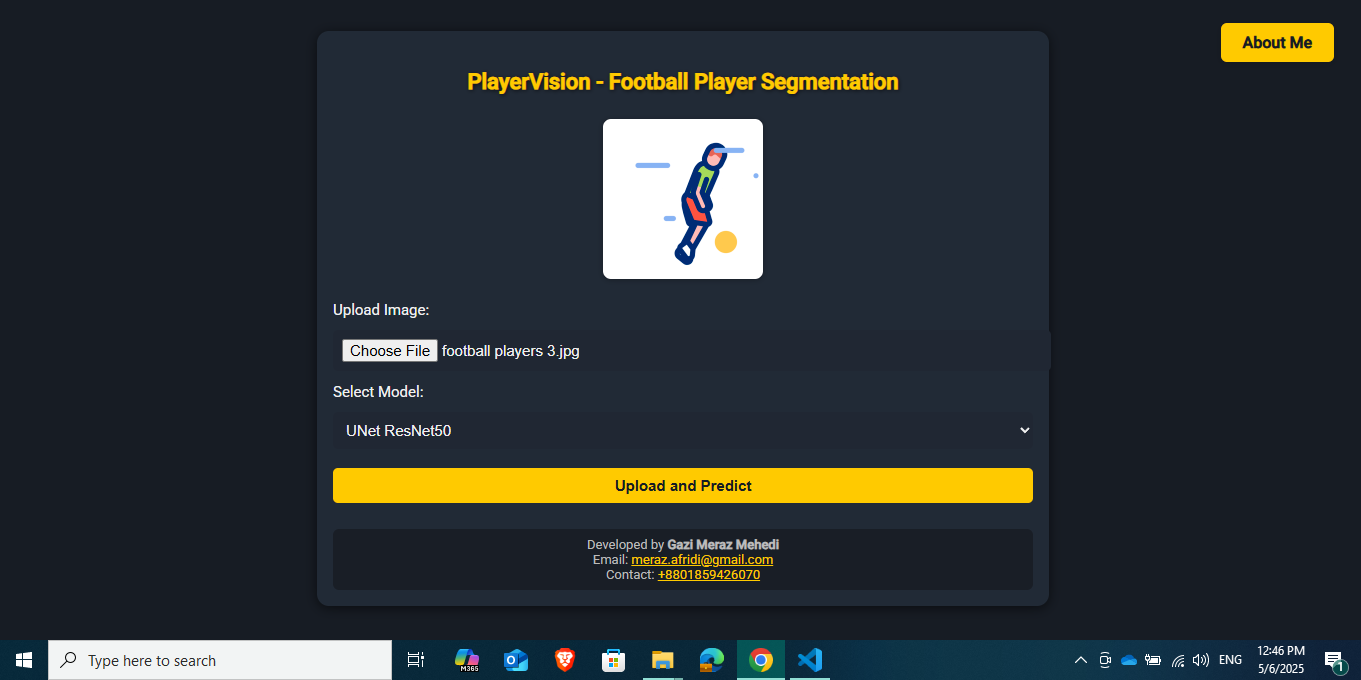 About Me
PlayerVision - Football Player Segmentation
Upload Image:
Choose File football players 3.jpg
Select Model:
UNet ResNet50
Upload and Predict
Developed by Gazi Meraz Mehedi
Email: meraz.afridi@gmail.com
Contact: +8801859426070
Type here to search
M365
ENG
12:46 PM
5/6/2025
1